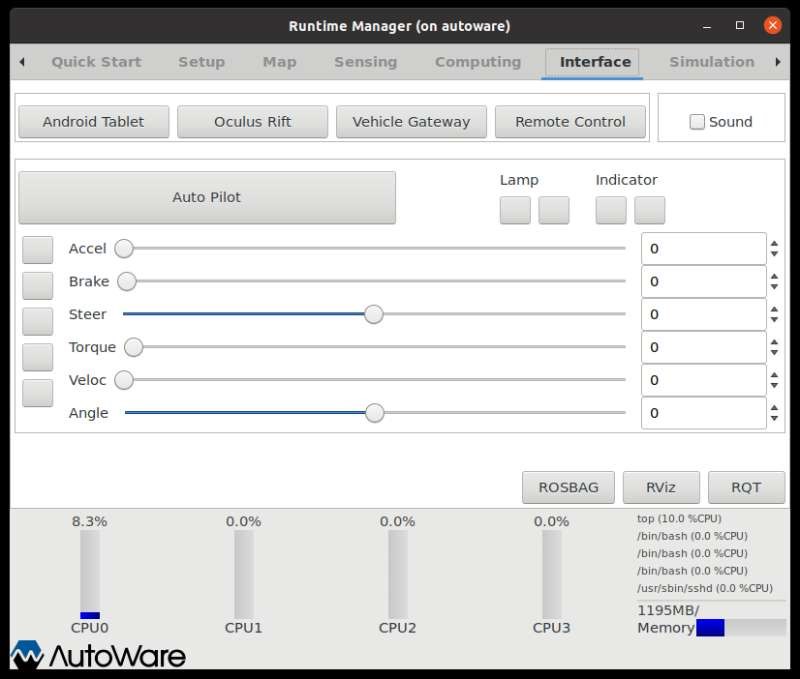 Runtime Manager (on autoware)
Quick Start Setup Map Sensing Computing Interface Simulation
Android Tablet Oculus Rift Vehicle Gateway Remote Control Sound
Auto Pilot
Lamp Indicator
Accel 0
Brake 0
Steer 0
Torque 0
Veloc 0
Angle 0
ROSBAG RViz RQT
8.3% 0.0% 0.0% 0.0%
CPU0 CPU1 CPU2 CPU3
top (10.0 %CPU)
/bin/bash (0.0 %CPU)
/bin/bash (0.0 %CPU)
/bin/bash (0.0 %CPU)
/usr/sbin/sshd (0.0 %CPU)
1195MB/
Memory
AutoWare